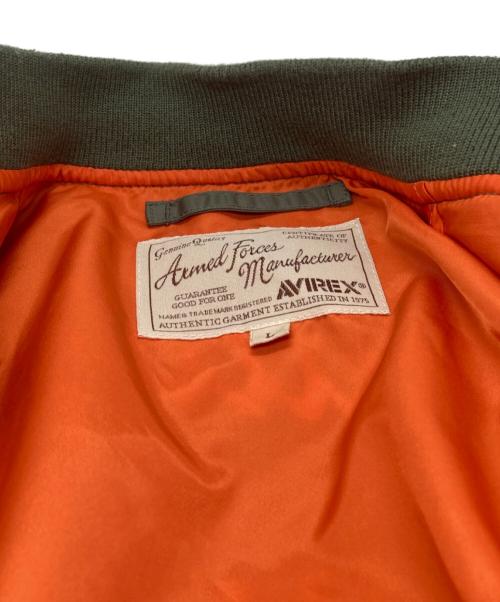 Genuine Quality
CERTIFICATE OF
AUTHENTICITY
Armed Forces
Manufacturer
GUARANTEE
GOOD FOR ONE
AVIREX®
NAME & TRADE MARK REGISTERED
AUTHENTIC GARMENT ESTABLISHED IN 1975
L